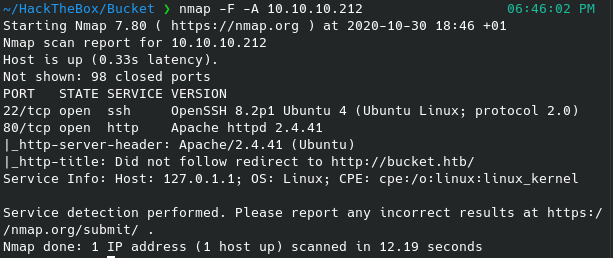 ~/HackTheBox/Bucket ❯ nmap -F -A 10.10.10.212 06:46:02 PM
Starting Nmap 7.80 ( https://nmap.org ) at 2020-10-30 18:46 +01
Nmap scan report for 10.10.10.212
Host is up (0.33s latency).
Not shown: 98 closed ports
PORT   STATE SERVICE VERSION
22/tcp open  ssh     OpenSSH 8.2p1 Ubuntu 4 (Ubuntu Linux; protocol 2.0)
80/tcp open  http    Apache httpd 2.4.41
|_http-server-header: Apache/2.4.41 (Ubuntu)
|_http-title: Did not follow redirect to http://bucket.htb/
Service Info: Host: 127.0.1.1; OS: Linux; CPE: cpe:/o:linux:linux_kernel

Service detection performed. Please report any incorrect results at https:/
/nmap.org/submit/ .
Nmap done: 1 IP address (1 host up) scanned in 12.19 seconds